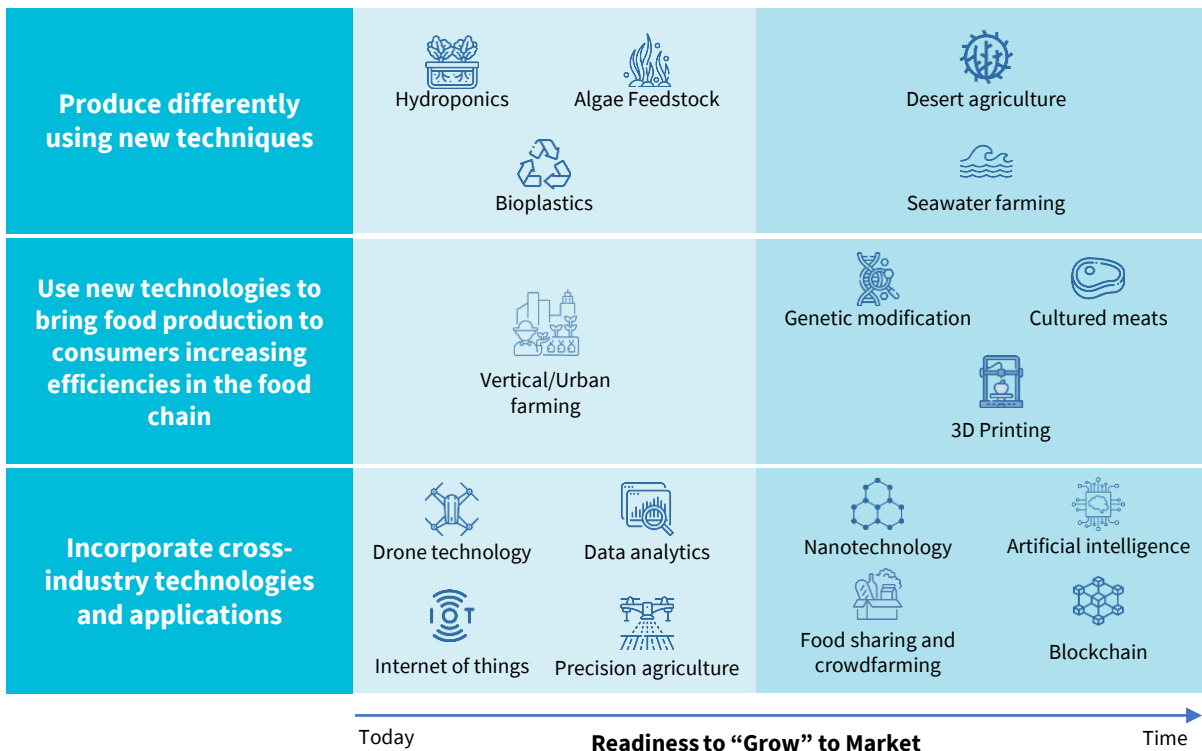 Produce differently
using new techniques
Hydroponics
Algae Feedstock
Bioplastics
Desert agriculture
Seawater farming
Use new technologies to
bring food production to
consumers increasing
efficiencies in the food
chain
Vertical/Urban
farming
Genetic modification
Cultured meats
3D Printing
Incorporate cross-
industry technologies
and applications
Drone technology
Data analytics
IOT
Internet of things
Precision agriculture
Nanotechnology
Artificial intelligence
Food sharing and
crowdfarming
Blockchain
Today
Readiness to “Grow” to Market
Time